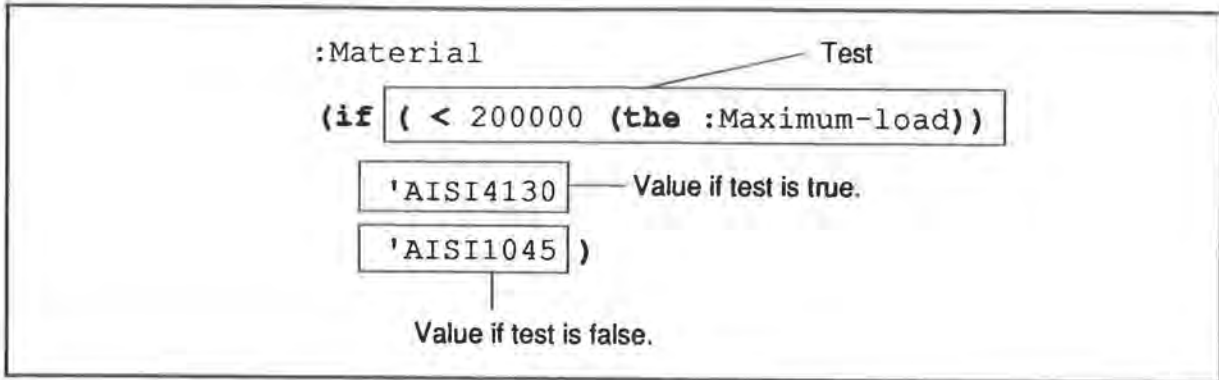 :Material
Test
(if ( < 200000 (the :Maximum-load))
'AISI4130
Value if test is true.
'AISI1045 )
Value if test is false.